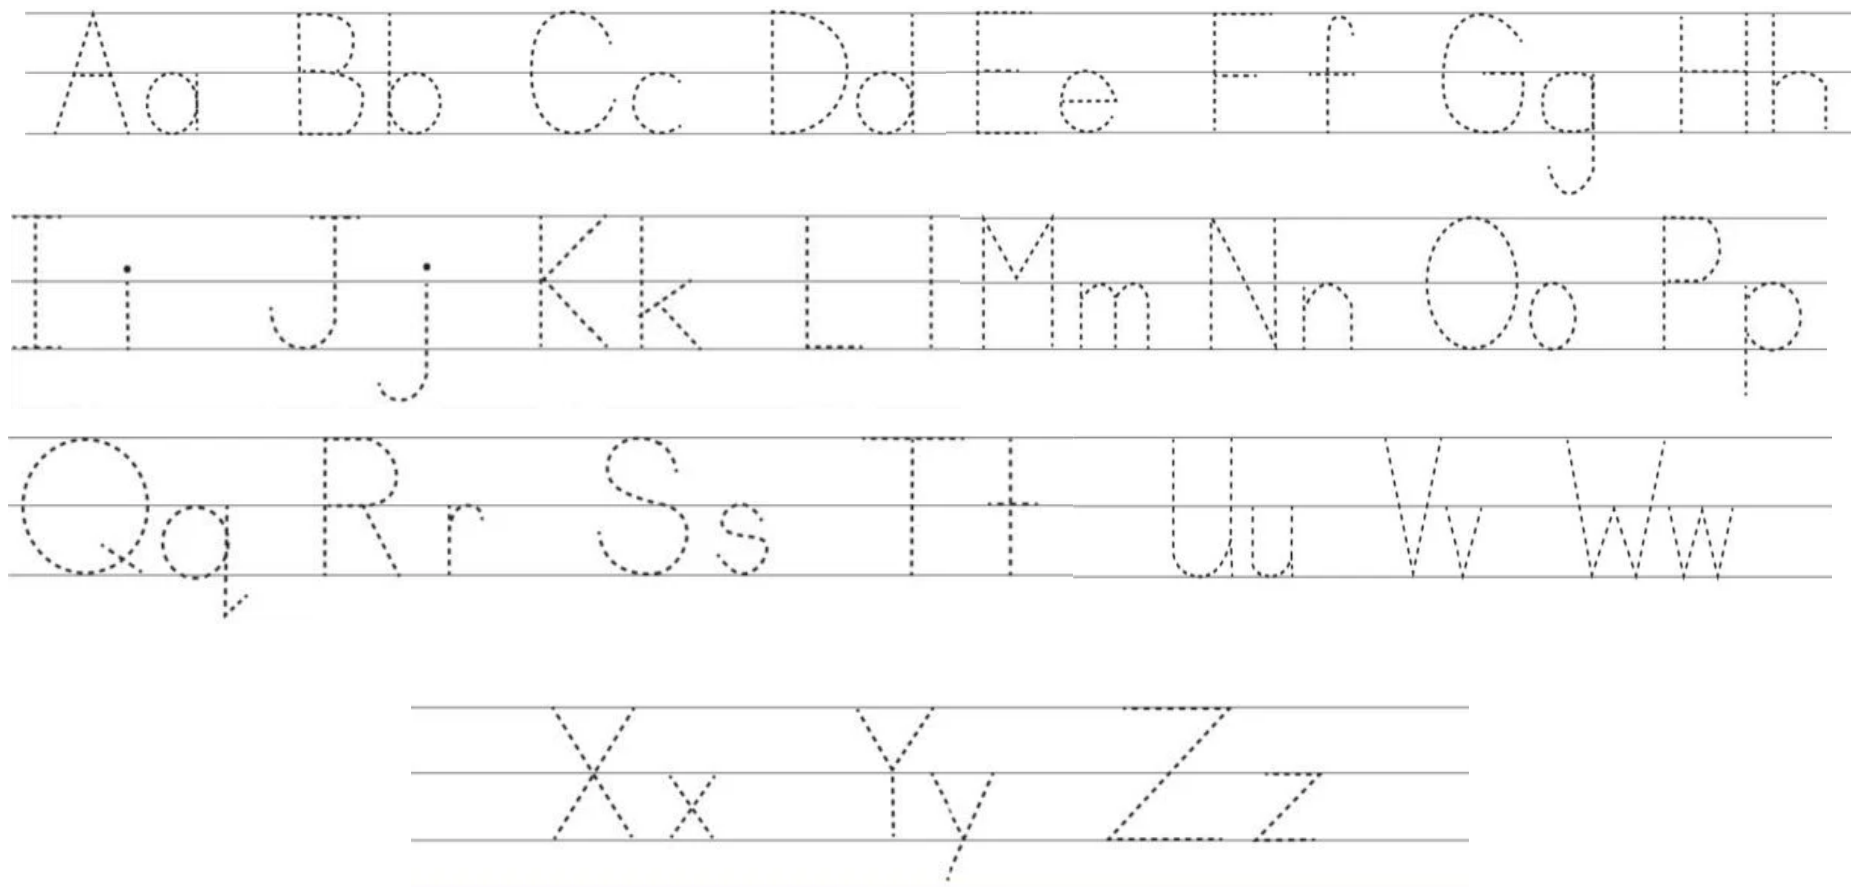 Aa Bb Cc Dd Ee Ff Gg Hh
Ii Jj Kk Ll Mm Nn Oo Pp
Qq Rr Ss Tt Uu Vv Ww
Xx Yy Zz